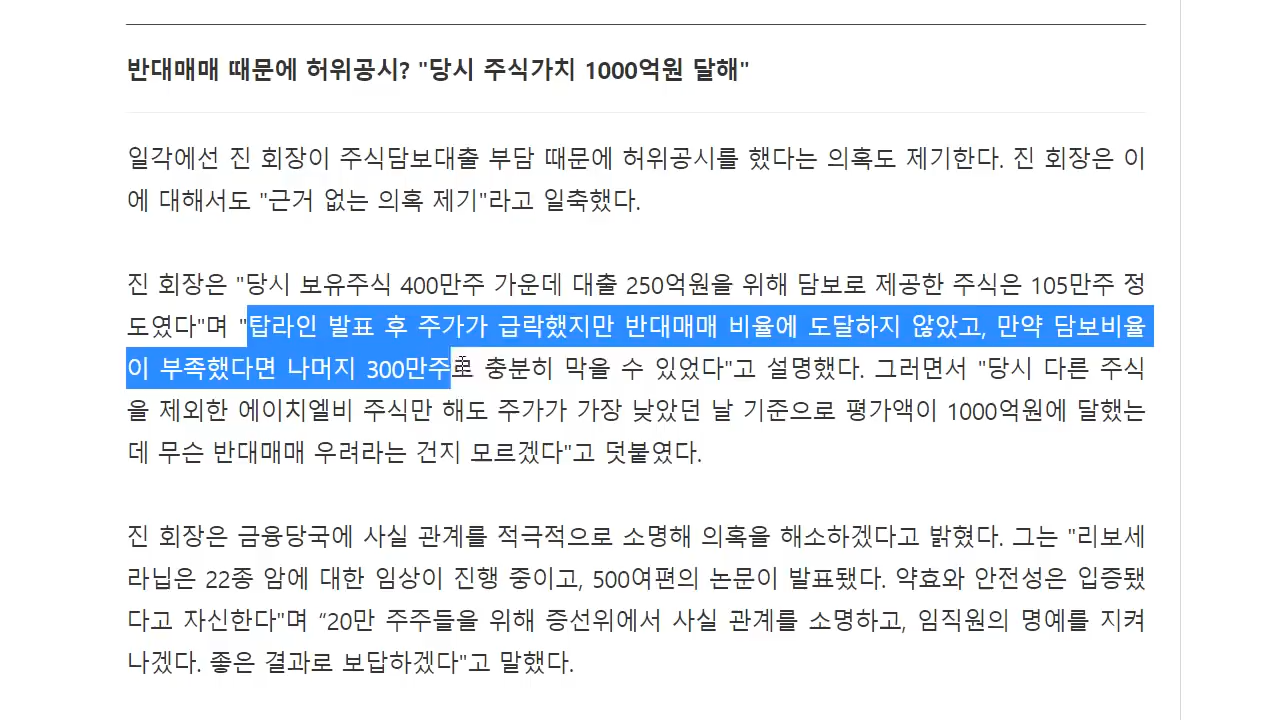 반대매매 때문에 허위공시? "당시 주식가치 1000억원 달해"
일각에선 진 회장이 주식담보대출 부담 때문에 허위공시를 했다는 의혹도 제기한다. 진 회장은 이
에 대해서도 "근거 없는 의혹 제기"라고 일축했다.
진 회장은 "당시 보유주식 400만주 가운데 대출 250억원을 위해 담보로 제공한 주식은 105만주 정
도였다"며 "탑라인 발표 후 주가가 급락했지만 반대매매 비율에 도달하지 않았고, 만약 담보비율
이 부족했다면 나머지 300만주로 충분히 막을 수 있었다"고 설명했다. 그러면서 "당시 다른 주식
을 제외한 에이치엘비 주식만 해도 주가가 가장 낮았던 날 기준으로 평가액이 1000억원에 달했는
데 무슨 반대매매 우려라는 건지 모르겠다"고 덧붙였다.
진 회장은 금융당국에 사실 관계를 적극적으로 소명해 의혹을 해소하겠다고 밝혔다. 그는 "리보세
라닙은 22종 암에 대한 임상이 진행 중이고, 500여편의 논문이 발표됐다. 약효와 안전성은 입증됐
다고 자신한다"며 “20만 주주들을 위해 증선위에서 사실 관계를 소명하고, 임직원의 명예를 지켜
나겠다. 좋은 결과로 보답하겠다"고 말했다.